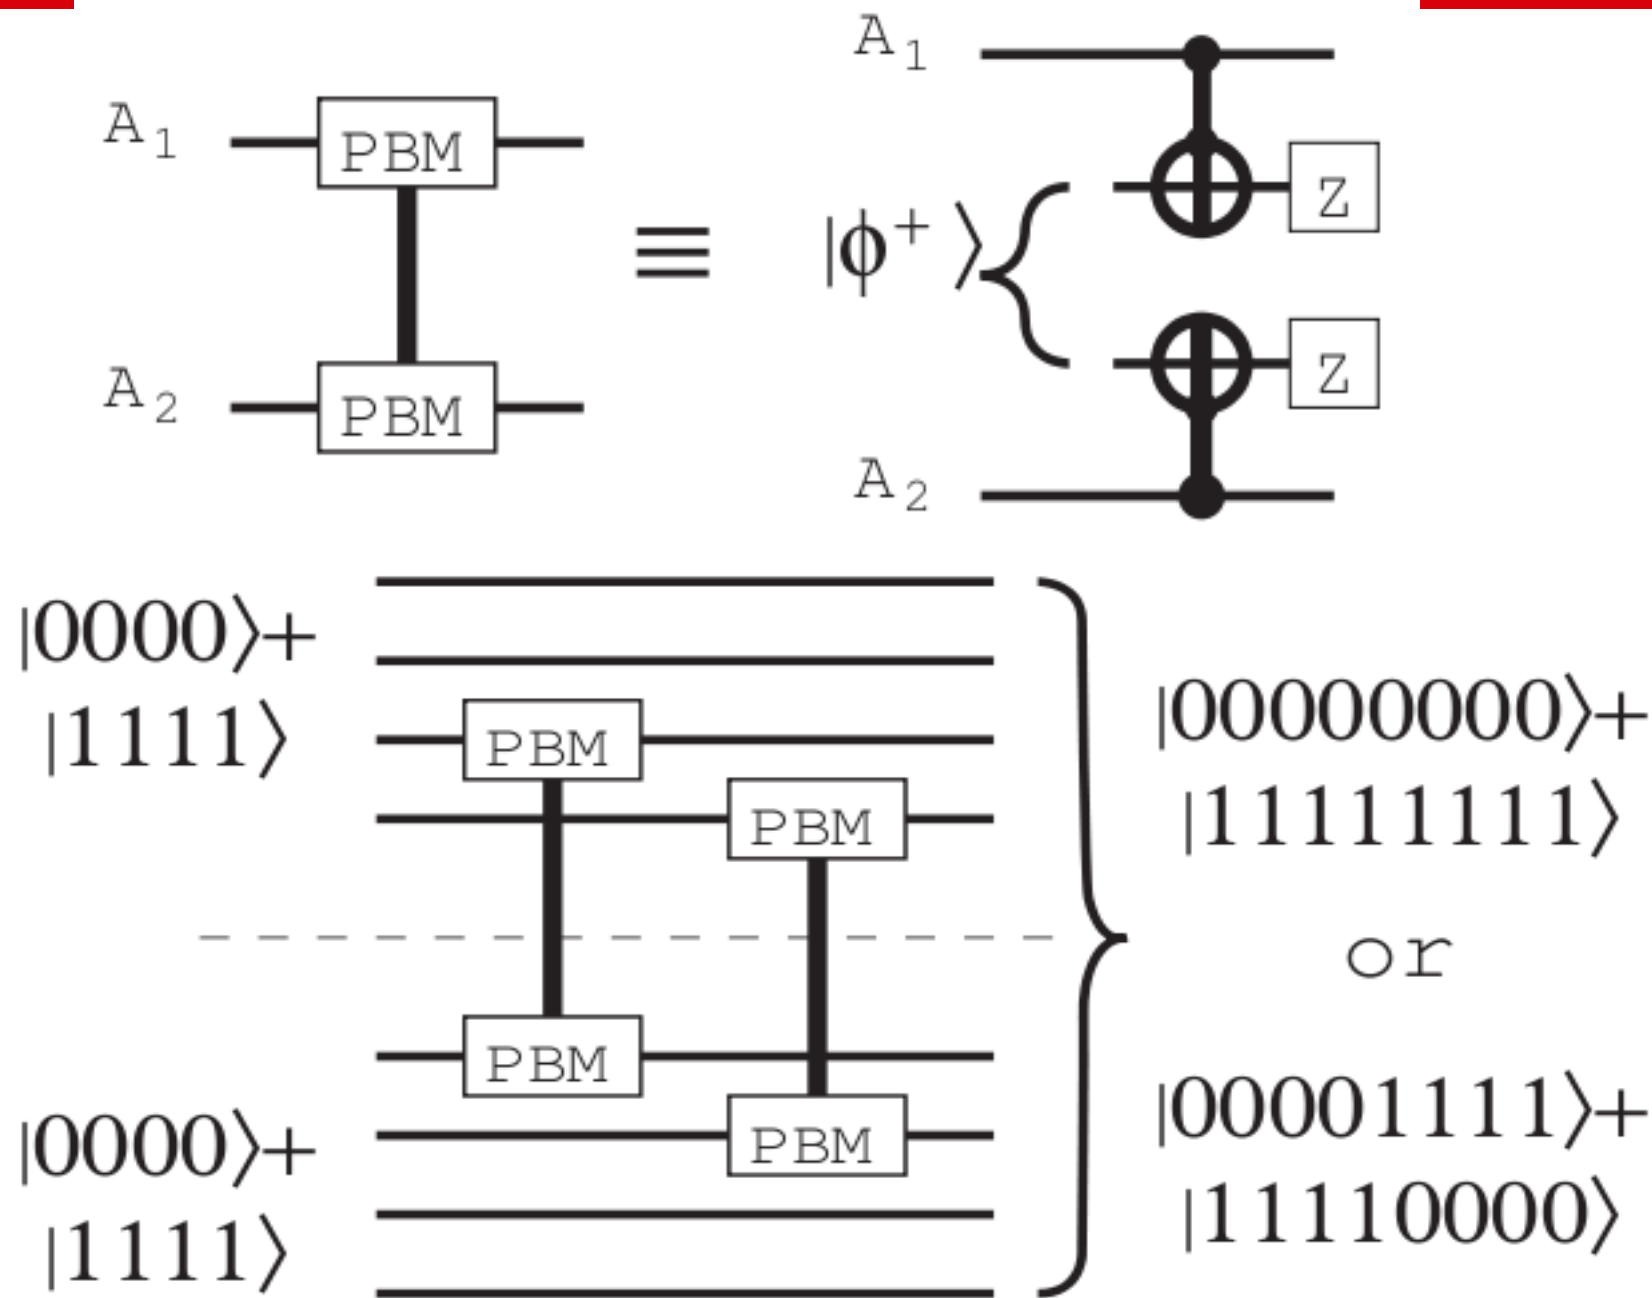 A1
PBM
A2
PBM
≡
|ϕ+⟩
A1
Z
Z
A2
|0000⟩+
|1111⟩
PBM
PBM
PBM
PBM
|0000⟩+
|1111⟩
|00000000⟩+
|11111111⟩
or
|00001111⟩+
|11110000⟩